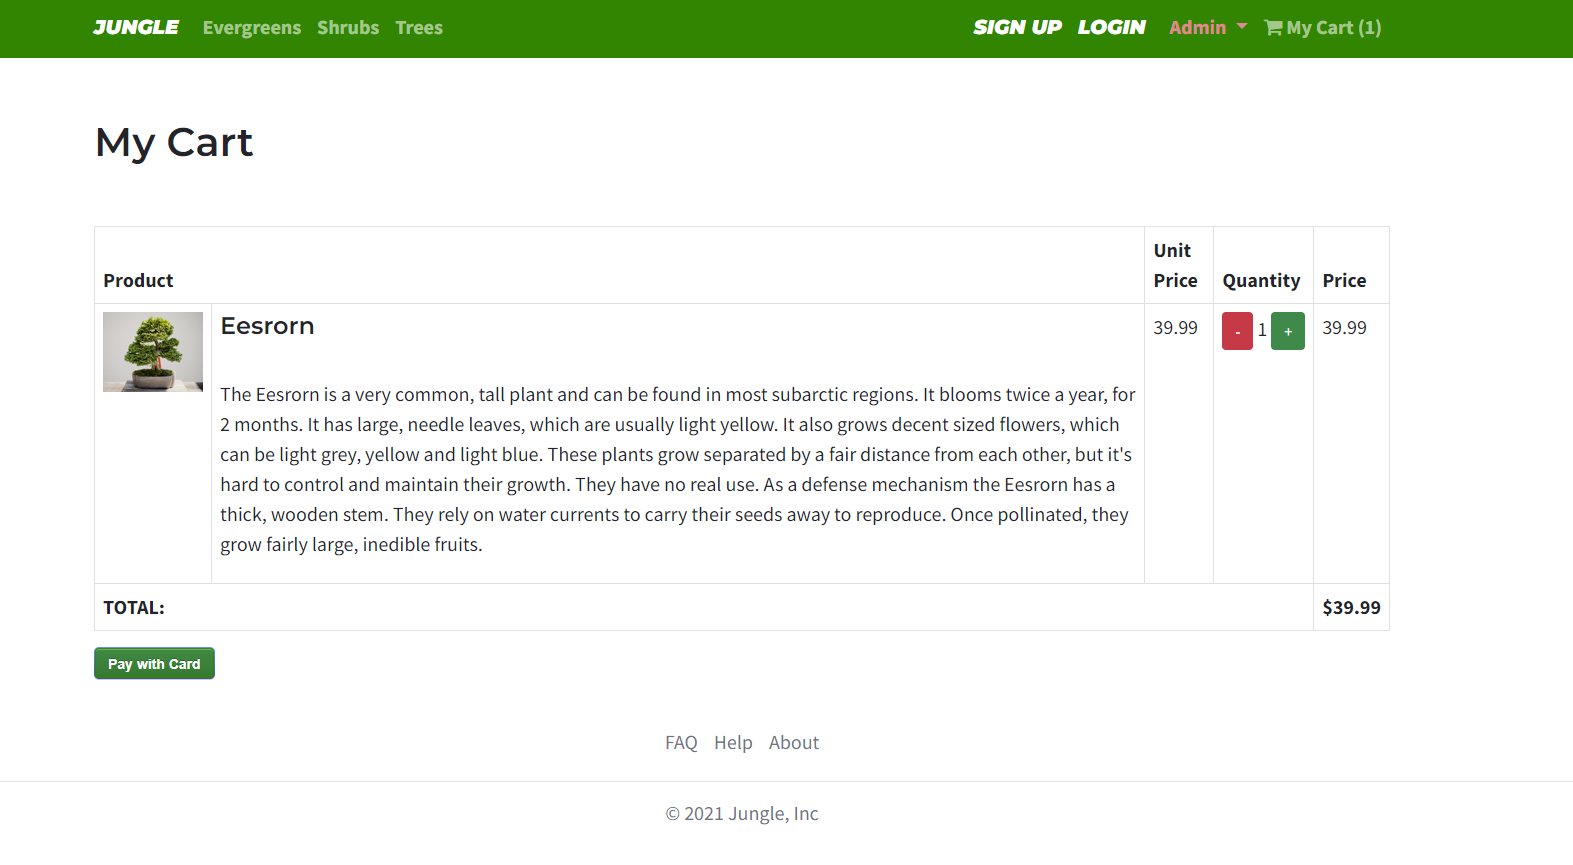 JUNGLE Evergreens Shrubs Trees SIGN UP LOGIN Admin My Cart (1)
My Cart
Product Unit Price Quantity Price
Eesrorn 39.99 - 1 + 39.99
The Eesrorn is a very common, tall plant and can be found in most subarctic regions. It blooms twice a year, for
2 months. It has large, needle leaves, which are usually light yellow. It also grows decent sized flowers, which
can be light grey, yellow and light blue. These plants grow separated by a fair distance from each other, but it's
hard to control and maintain their growth. They have no real use. As a defense mechanism the Eesrorn has a
thick, wooden stem. They rely on water currents to carry their seeds away to reproduce. Once pollinated, they
grow fairly large, inedible fruits.
TOTAL: $39.99
Pay with Card
FAQ Help About
© 2021 Jungle, Inc